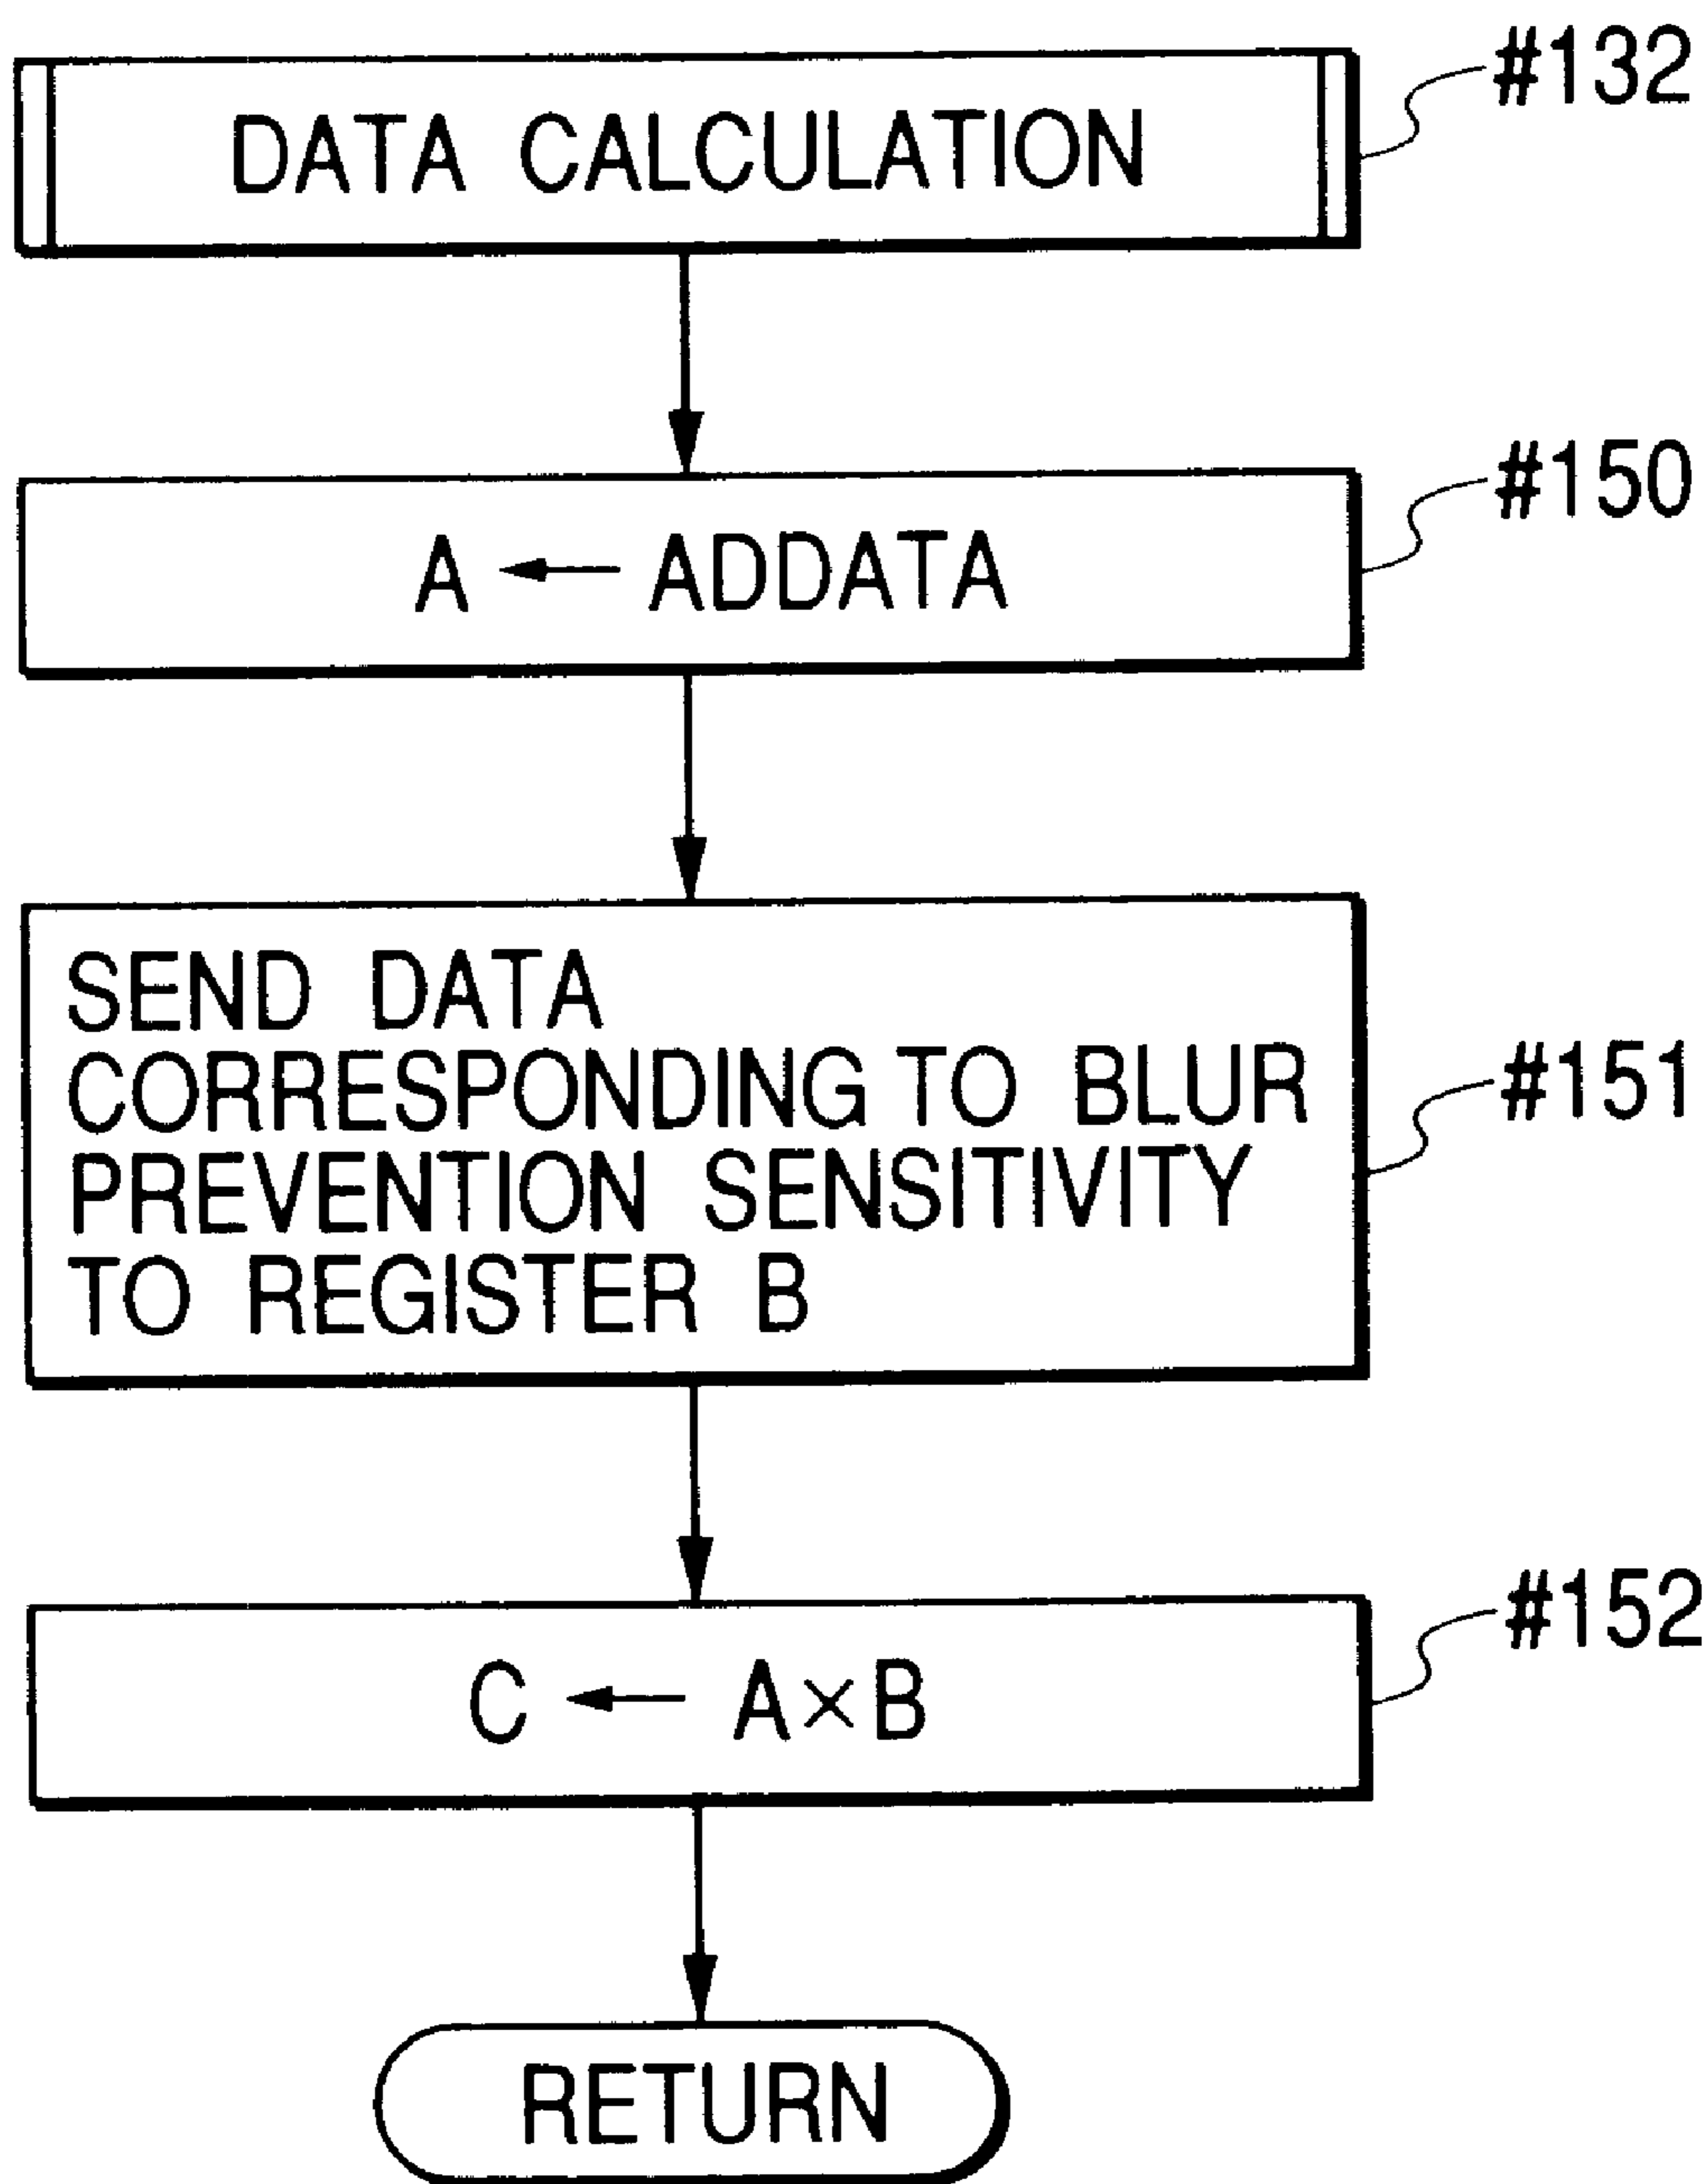 DATA CALCULATION
#132
A ← ADDATA
#150
SEND DATA
CORRESPONDING TO BLUR
PREVENTION SENSITIVITY
TO REGISTER B
#151
C ← A×B
#152
RETURN